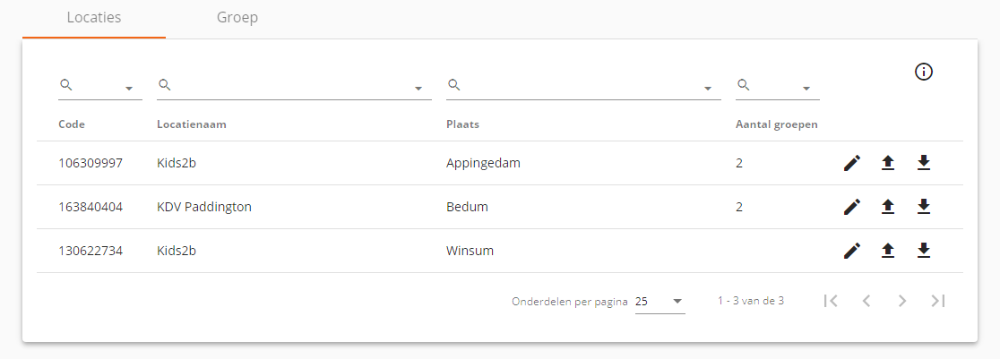 Locaties Groep
Code Locatienaam Plaats Aantal groepen
106309997 Kids2b Appingedam 2
163840404 KDV Paddington Bedum 2
130622734 Kids2b Winsum
Onderdelen per pagina 25 1 - 3 van de 3